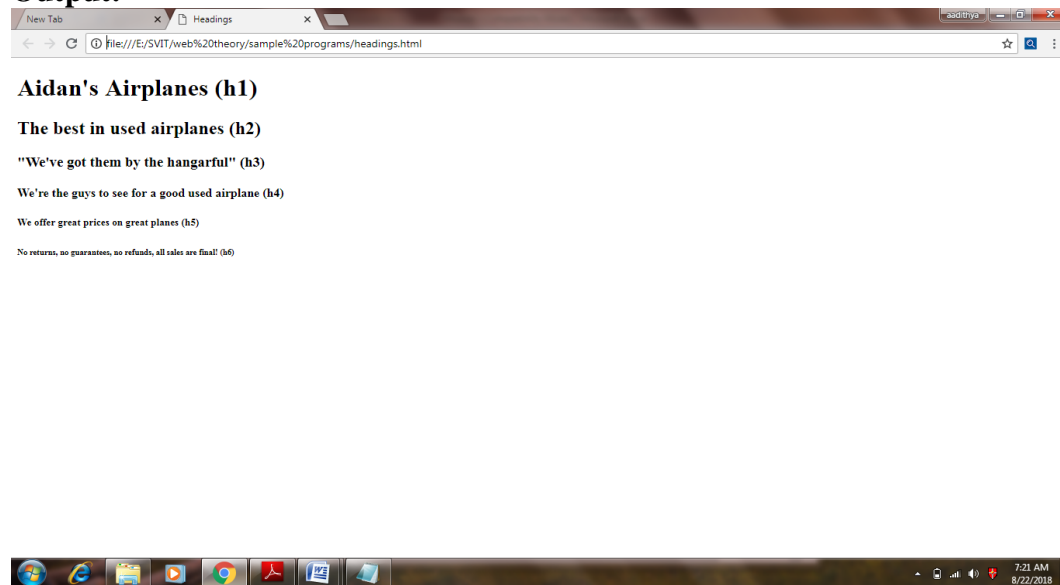 Output:
New Tab
Headings
aadithya
file:///E:/SVIT/web%20theory/sample%20programs/headings.html
Aidan's Airplanes (h1)
The best in used airplanes (h2)
"We've got them by the hangarful" (h3)
We're the guys to see for a good used airplane (h4)
We offer great prices on great planes (h5)
No returns, no guarantees, no refunds, all sales are final! (h6)
7:21 AM
8/22/2018